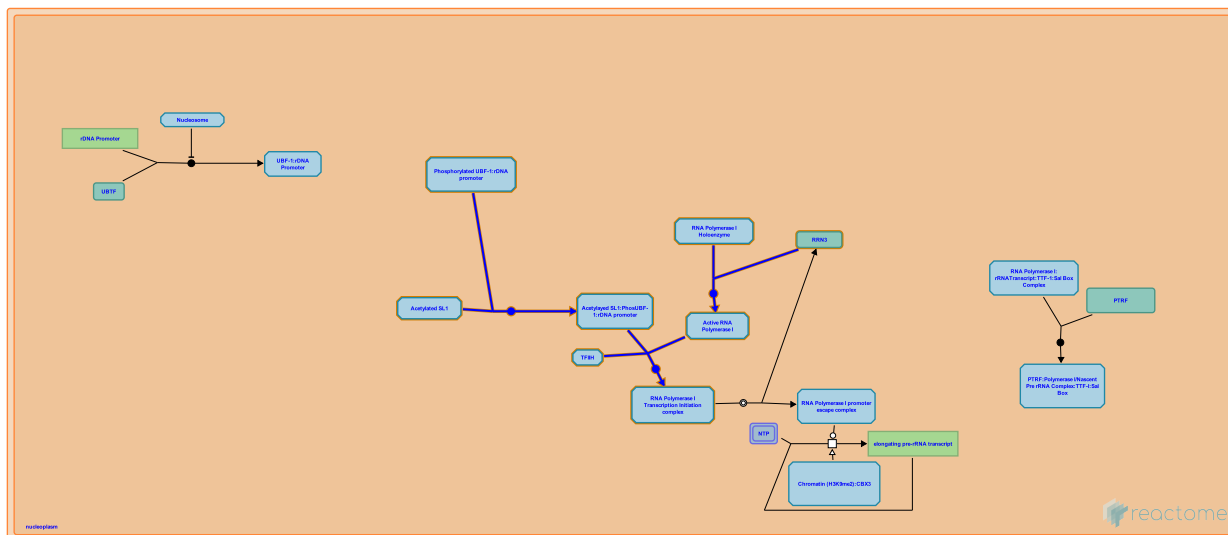 Nucleosome
rDNA Promoter
UBF-1:rDNA
Promoter
UBTF
Phosphorylated UBF-1:rDNA
promoter
RNA Polymerase I
Holoenzyme
RRN3
Acetylated SL1
Acetylayed SL1:PhosUBF-
1:rDNA promoter
Active RNA
Polymerase I
TFIIH
RNA Polymerase I
Transcription Initiation
complex
RNA Polymerase I promoter
escape complex
NTP
elongating pre-rRNA transcript
Chromatin (H3K9me2):CBX3
RNA Polymerase I:
rRNATranscript:TTF-1:Sal Box
Complex
PTRF
PTRF:Polymerase I/Nascent
Pre rRNA Complex:TTF-I:Sal
Box
nucleoplasm
reactome